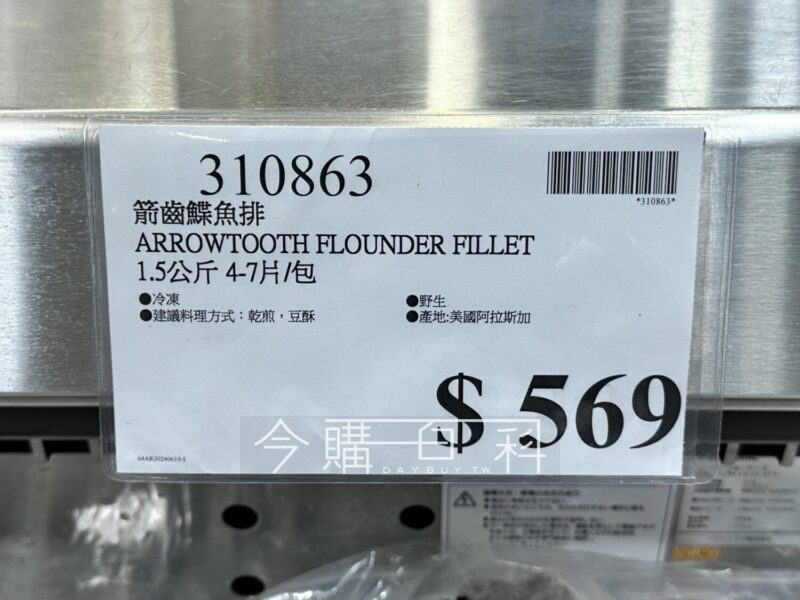 310863
*310863*
箭齒鰈魚排
ARROWTOOTH FLOUNDER FILLET
1.5公斤 4-7片/包
●冷凍
●野生
●建議料理方式：乾煎，豆酥
●產地:美國阿拉斯加
$ 569
今購百科
DAYBUY.TW
64AR20240619-1